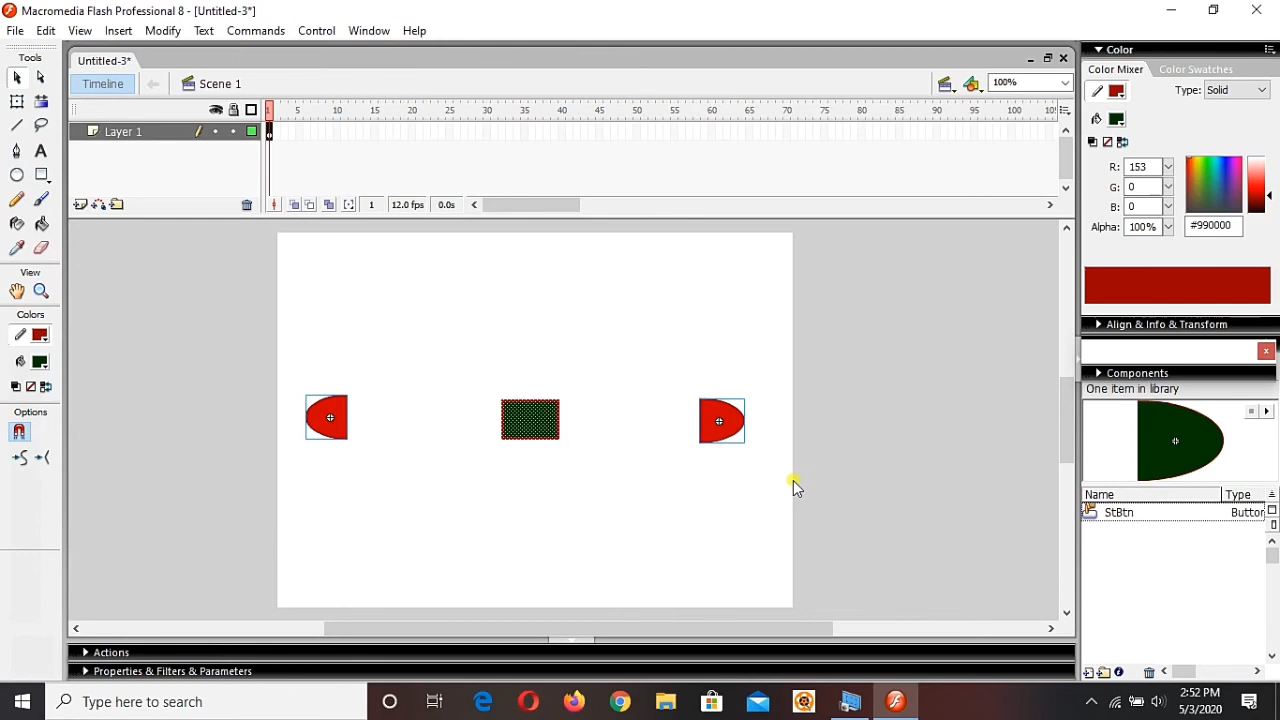 Macromedia Flash Professional 8 - [Untitled-3*]
File Edit View Insert Modify Text Commands Control Window Help
Tools
Untitled-3*
Timeline
Scene 1
100%
1 5 10 15 20 25 30 35 40 45 50 55 60 65 70 75 80 85 90 95 100 105
Layer 1
1 12.0 fps 0.0s
View
Colors
Options
Color
Color Mixer Color Swatches
Type: Solid
R: 153
G: 0
B: 0
Alpha: 100% #990000
Align & Info & Transform
Components
One item in library
Name Type
StBtn Button
Actions
Properties & Filters & Parameters
Type here to search
2:52 PM
5/3/2020